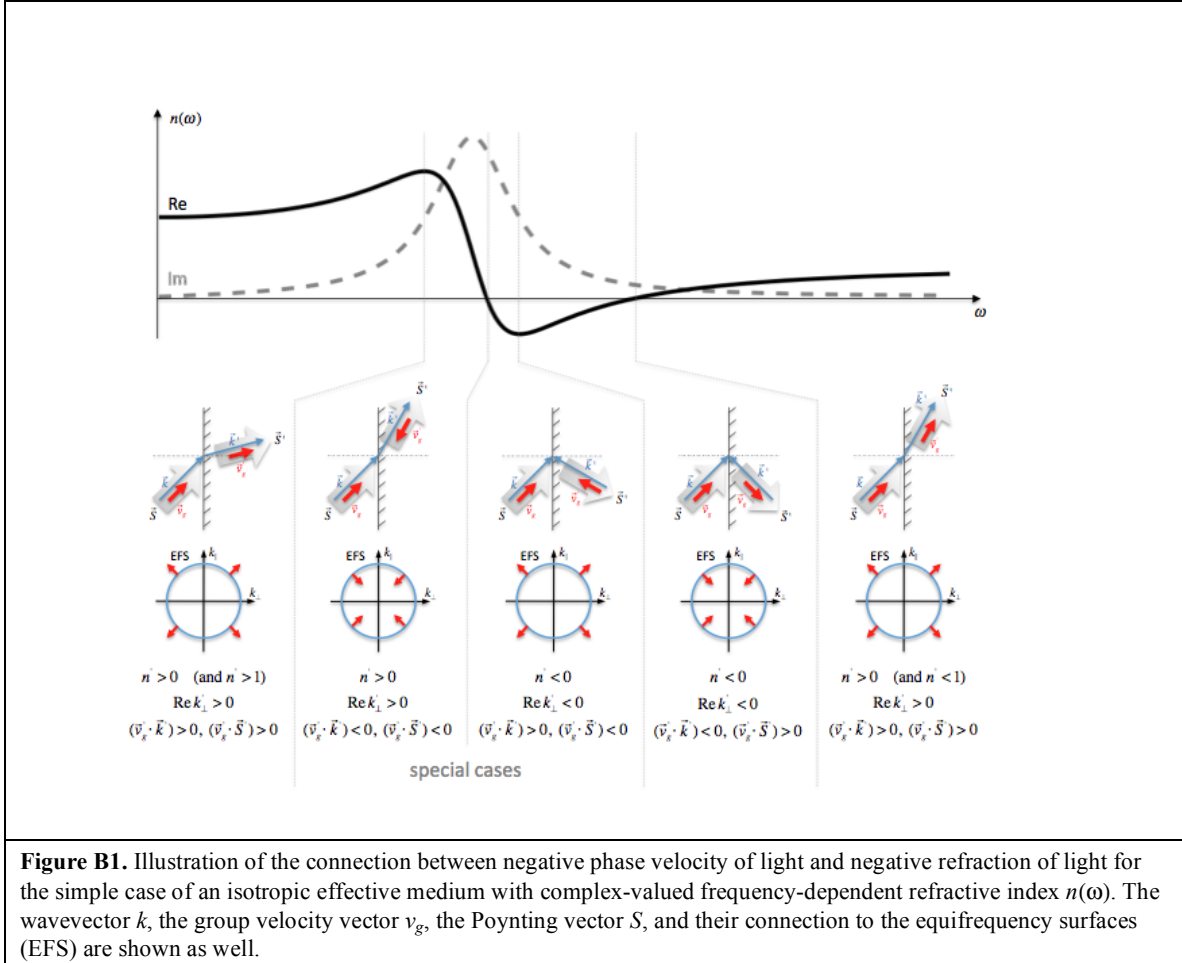 n(ω)
Re
Im
ω
S⃗'
k⃗'
v⃗g
k⃗
S⃗
v⃗g
S⃗'
k⃗'
v⃗g
k⃗
S⃗
v⃗g
k⃗'
v⃗g
S⃗'
k⃗
S⃗
v⃗g
k⃗'
v⃗g
S⃗'
k⃗
S⃗
v⃗g
S⃗'
k⃗'
v⃗g
k⃗
S⃗
v⃗g
EFS k∥ EFS k∥ EFS k∥ EFS k∥ EFS k∥
k⊥ k⊥ k⊥ k⊥ k⊥
n' > 0 (and n' > 1) n' > 0 n' < 0 n' < 0 n' > 0 (and n' < 1)
Re k'⊥ > 0 Re k'⊥ > 0 Re k'⊥ < 0 Re k'⊥ < 0 Re k'⊥ > 0
(v⃗'g · k⃗') > 0, (v⃗'g · S⃗') > 0 (v⃗'g · k⃗') < 0, (v⃗'g · S⃗') < 0 (v⃗'g · k⃗') > 0, (v⃗'g · S⃗') < 0 (v⃗'g · k⃗') < 0, (v⃗'g · S⃗') > 0 (v⃗'g · k⃗') > 0, (v⃗'g · S⃗') > 0
special cases
Figure B1. Illustration of the connection between negative phase velocity of light and negative refraction of light for
the simple case of an isotropic effective medium with complex-valued frequency-dependent refractive index n(ω). The
wavevector k, the group velocity vector vg, the Poynting vector S, and their connection to the equifrequency surfaces
(EFS) are shown as well.